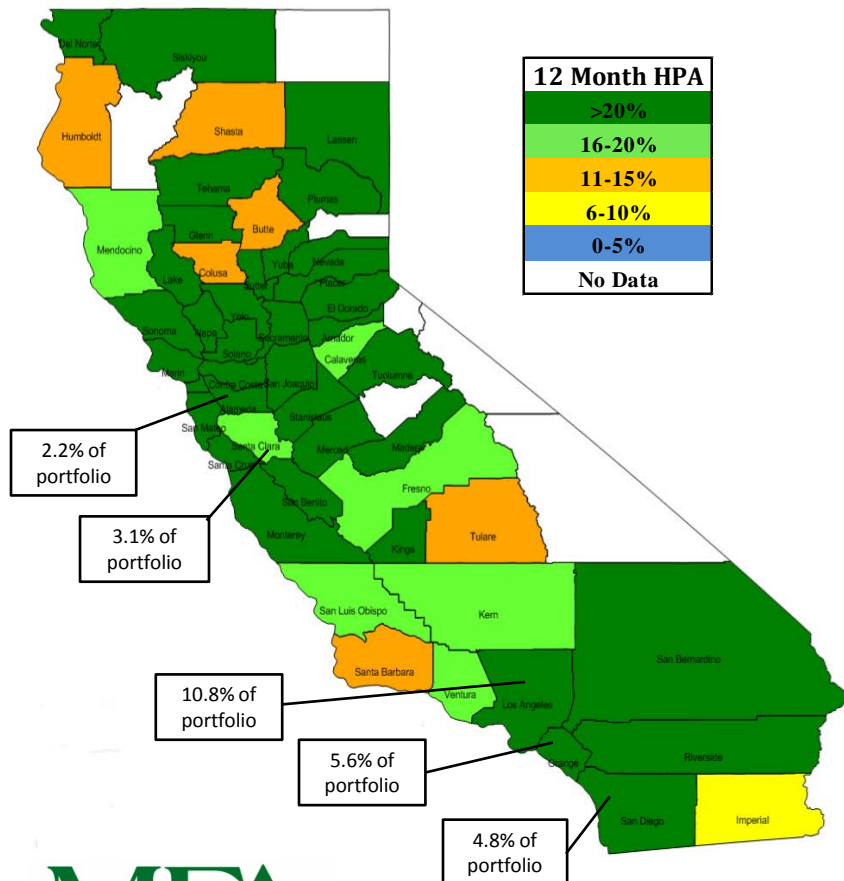 Del Norte
Siskiyou
12 Month HPA
>20%
16-20%
11-15%
6-10%
0-5%
No Data
Humboldt
Shasta
Lassen
Tehama
Plumas
Mendocino
Glenn
Butte
Colusa
Lake
Sutter
Yuba
Nevada
Placer
El Dorado
Sonoma
Napa
Yolo
Sacramento
Amador
Solano
Calaveras
Marin
Tuolumne
Contra Costa
San Joaquin
Alameda
Stanislaus
San Mateo
Santa Clara
Merced
Madera
Santa Cruz
2.2% of
portfolio
Fresno
San Benito
3.1% of
portfolio
Monterey
Kings
Tulare
San Luis Obispo
Kern
San Bernardino
Santa Barbara
Ventura
Los Angeles
10.8% of
portfolio
5.6% of
portfolio
Orange
Riverside
San Diego
Imperial
4.8% of
portfolio